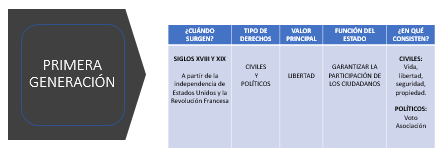 PRIMERA
GENERACIÓN
¿CUÁNDO
SURGEN?
TIPO DE
DERECHOS
VALOR
PRINCIPAL
FUNCIÓN DEL
ESTADO
¿EN QUÉ
CONSISTEN?
SIGLOS XVIII Y XIX
A partir de la
independencia de
Estados Unidos y la
Revolución Francesa
CIVILES
Y
POLÍTICOS
LIBERTAD
GARANTIZAR LA
PARTICIPACIÓN DE
LOS CIUDADANOS
CIVILES:
Vida,
libertad,
seguridad,
propiedad.
POLÍTICOS:
Voto
Asociación